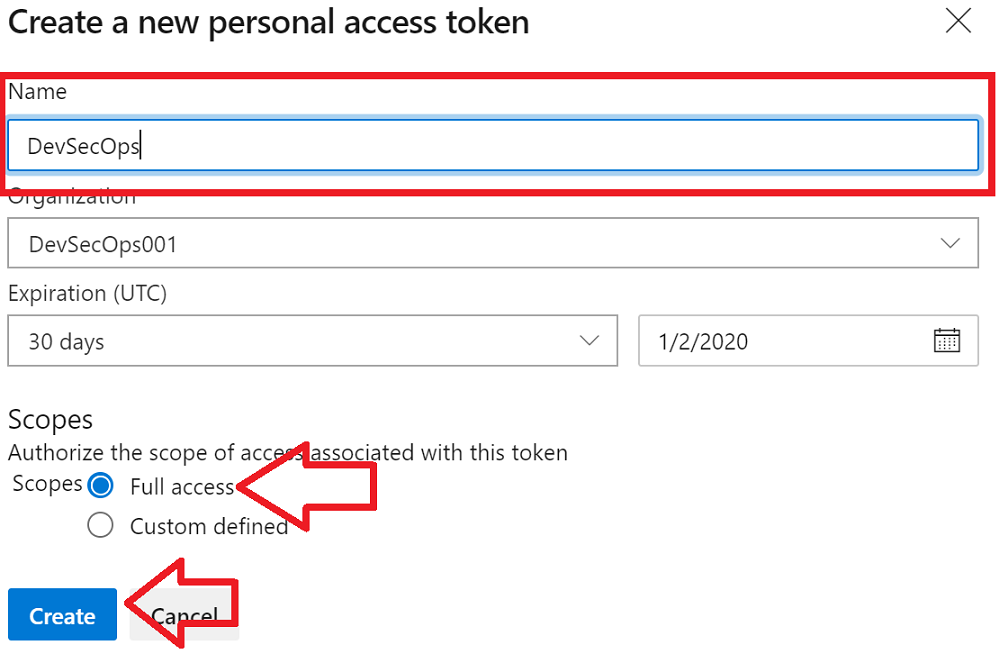 Create a new personal access token
Name
DevSecOps
Organization
DevSecOps001
Expiration (UTC)
30 days 1/2/2020
Scopes
Authorize the scope of access associated with this token
Scopes Full access
Custom defined
Create Cancel